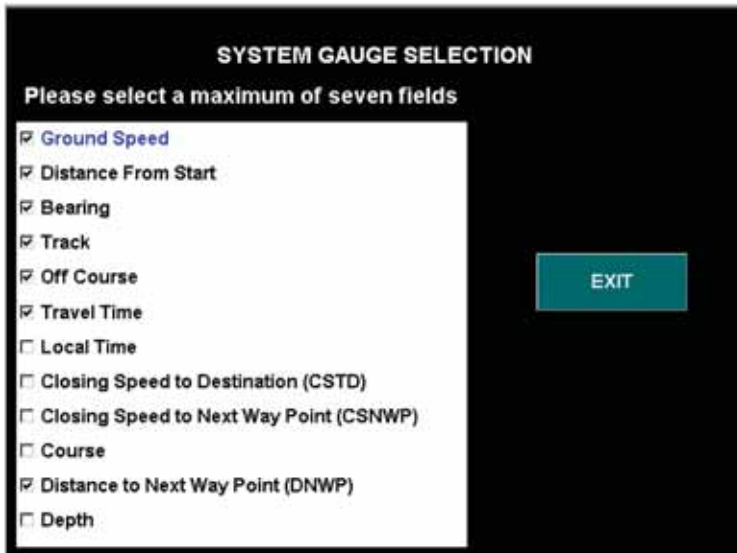 SYSTEM GAUGE SELECTION
Please select a maximum of seven fields
Ground Speed
Distance From Start
Bearing
Track
Off Course
Travel Time
Local Time
Closing Speed to Destination (CSTD)
Closing Speed to Next Way Point (CSNWP)
Course
Distance to Next Way Point (DNWP)
Depth
EXIT